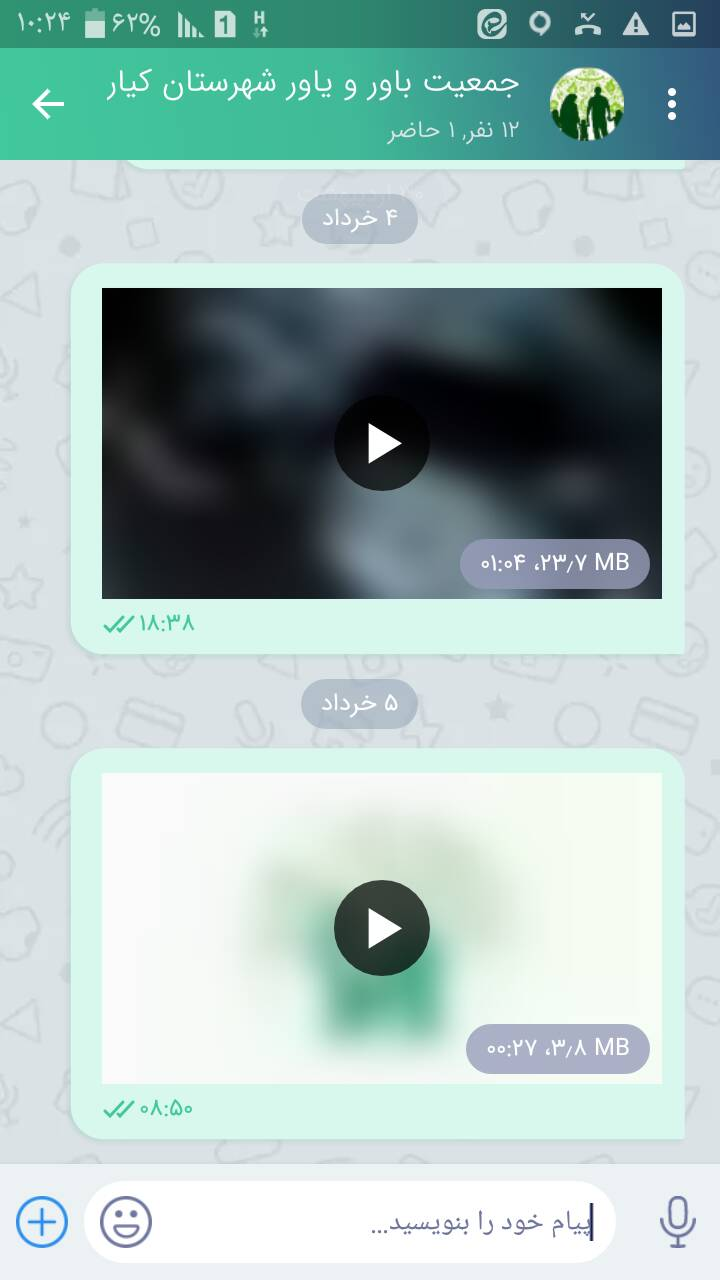 ۱۰:۲۴ ۶۲% 1 H
جمعیت باور و یاور شهرستان کیار
۱۲ نفر, ۱ حاضر
۴ خرداد
۰۱:۰۴ ،۲۳٫۷ MB
۱۸:۳۸
۵ خرداد
۰۰:۲۷ ،۳٫۸ MB
۰۸:۵۰
پیام خود را بنویسید...